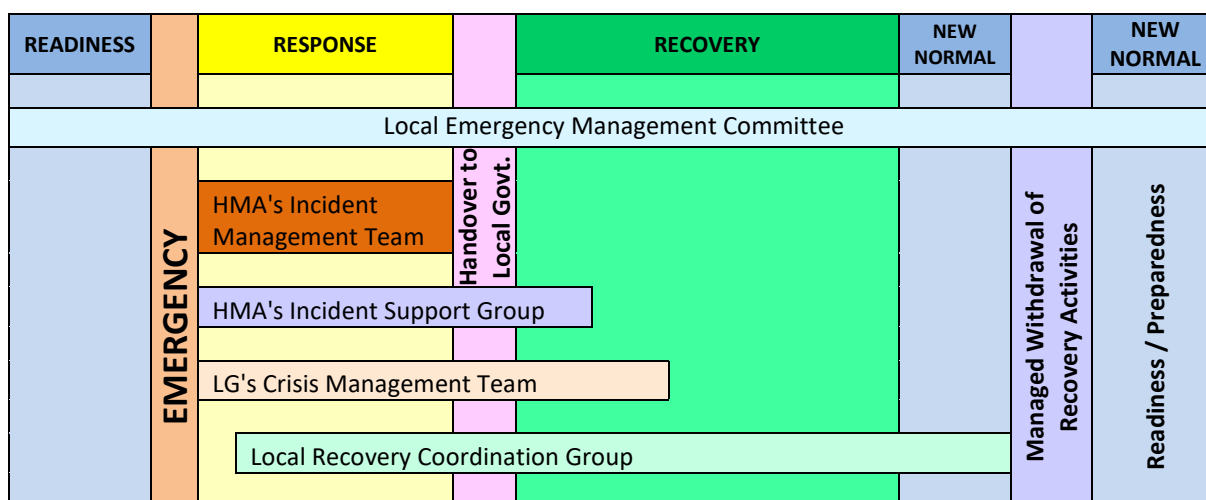 READINESS
RESPONSE
RECOVERY
NEW
NORMAL
NEW
NORMAL
Local Emergency Management Committee
EMERGENCY
HMA's Incident
Management Team
Handover to
Local Govt.
HMA's Incident Support Group
LG's Crisis Management Team
Local Recovery Coordination Group
Managed Withdrawal of
Recovery Activities
Readiness / Preparedness